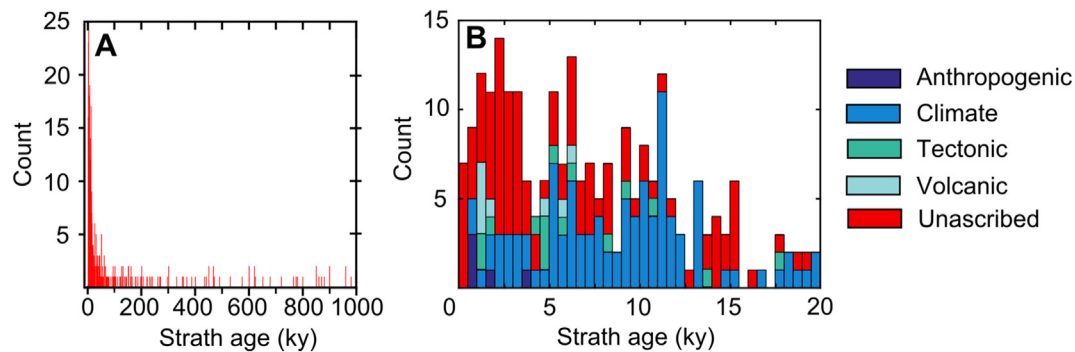 A
Count
25
20
15
10
5
0 200 400 600 800 1000
Strath age (ky)
B
Count
15
10
5
0 5 10 15 20
Strath age (ky)
Anthropogenic
Climate
Tectonic
Volcanic
Unascribed